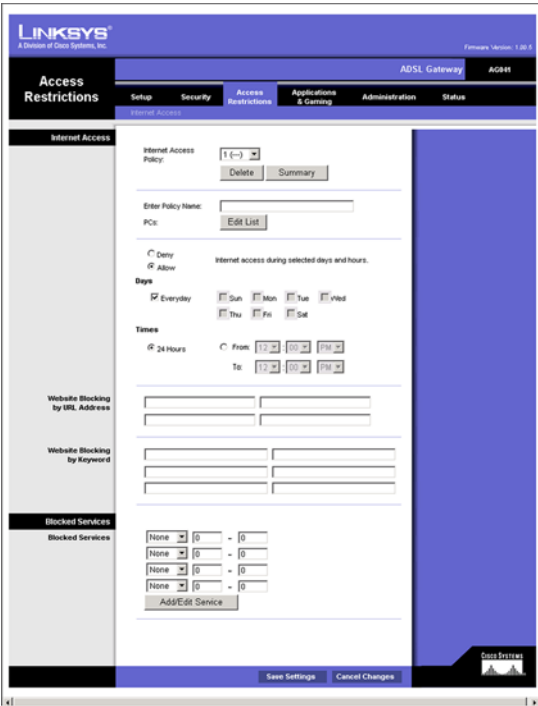 LINKSYS®
A Division of Cisco Systems, Inc.
Firmware Version: 1.00.5
ADSL Gateway AG041
Access Restrictions
Setup Security Access Restrictions Applications & Gaming Administration Status
Internet Access
Internet Access
Internet Access Policy: 1 (---)
Delete Summary
Enter Policy Name:
PCs: Edit List
Deny
Allow
Internet access during selected days and hours.
Days
Everyday Sun Mon Tue Wed
Thu Fri Sat
Times
24 Hours From: 12 : 00 PM
To: 12 : 00 PM
Website Blocking by URL Address
Website Blocking by Keyword
Blocked Services
Blocked Services
None 0 - 0
None 0 - 0
None 0 - 0
None 0 - 0
Add/Edit Service
Save Settings Cancel Changes
CISCO SYSTEMS